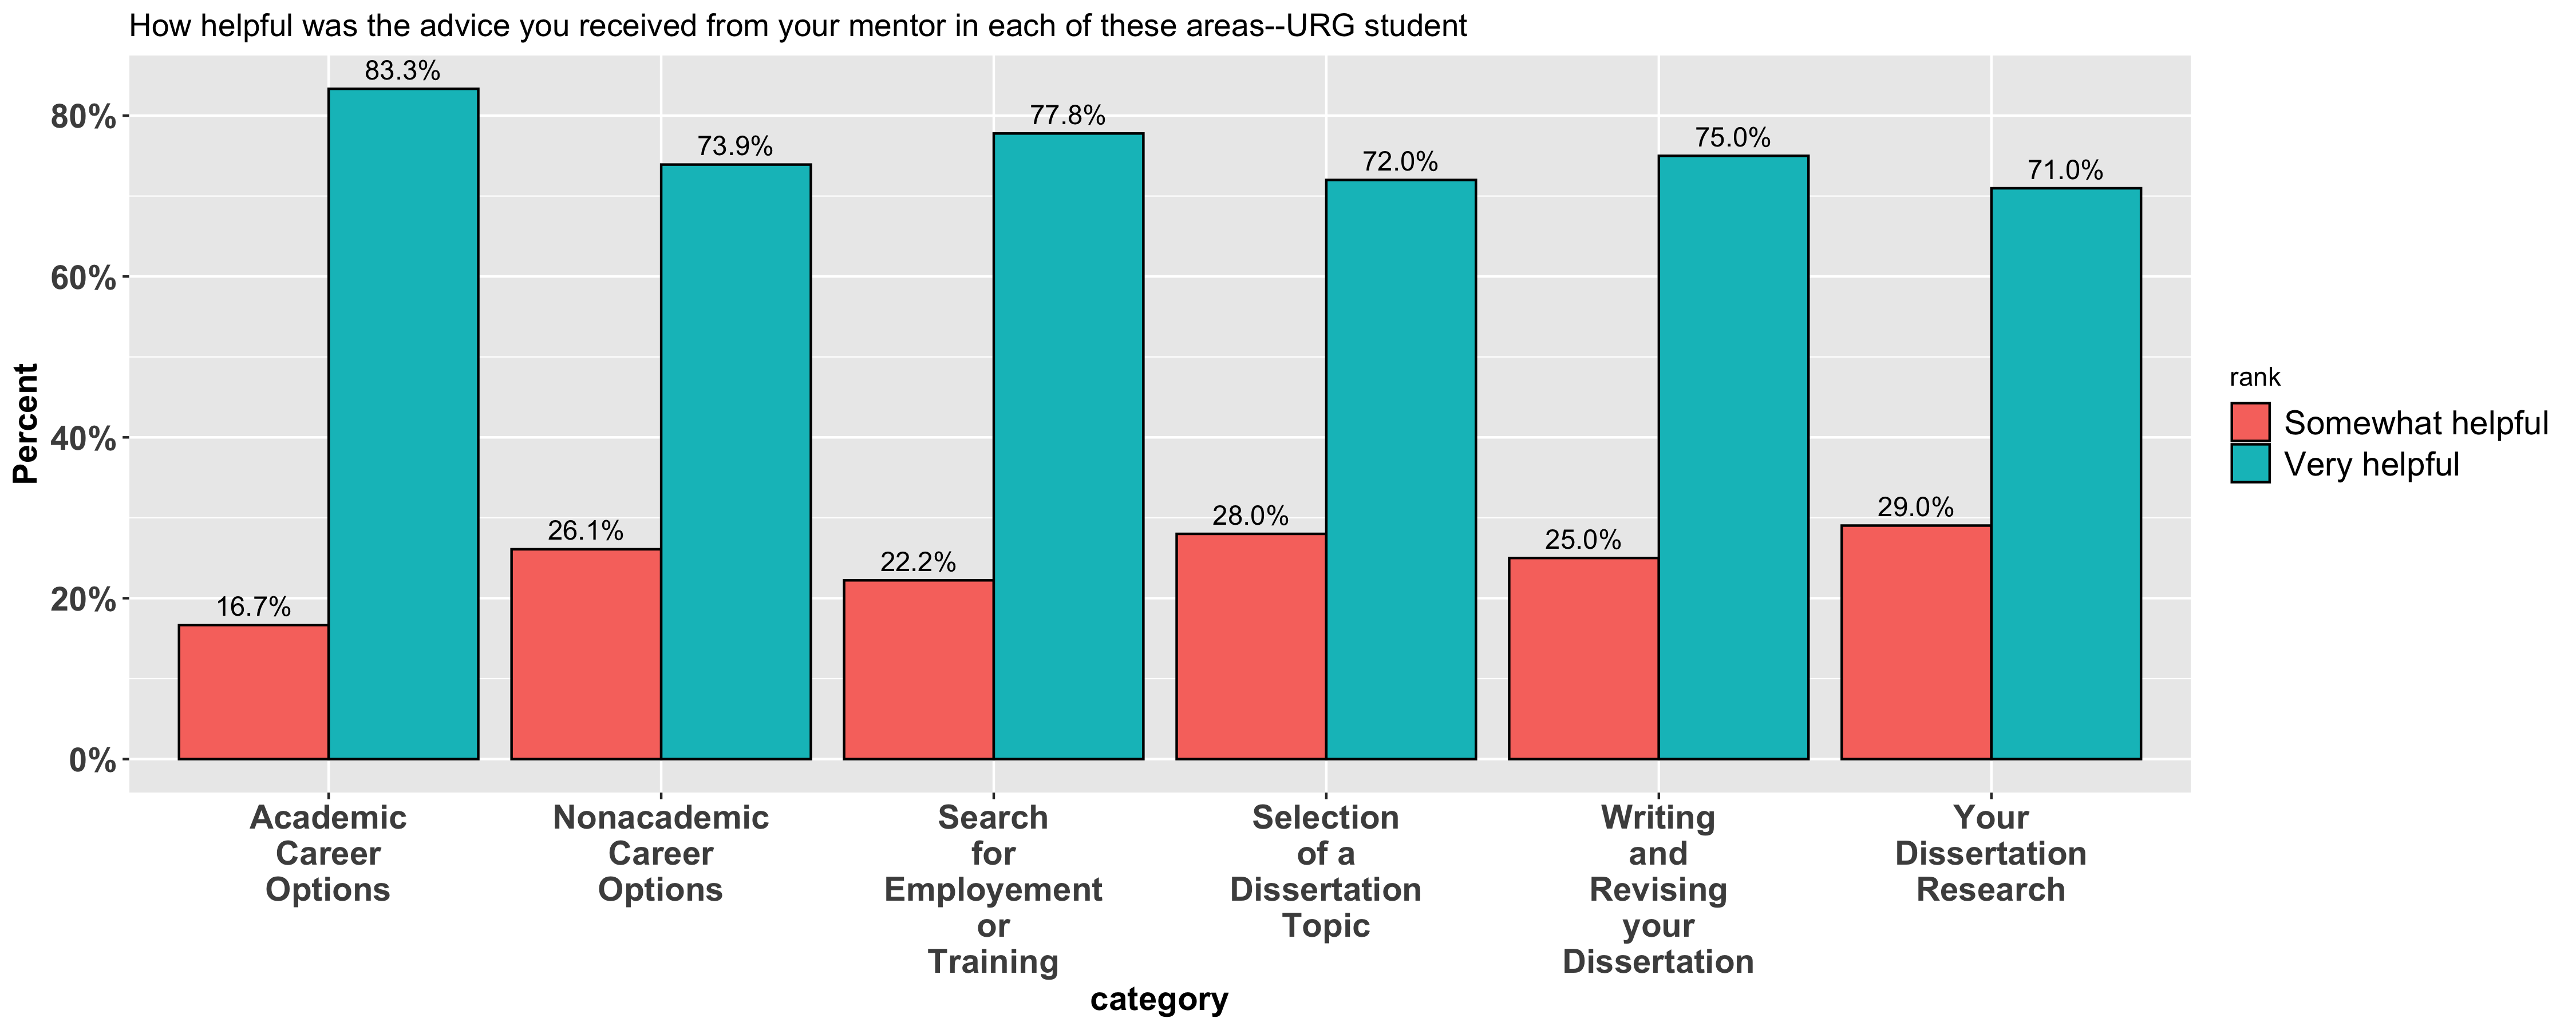 How helpful was the advice you received from your mentor in each of these areas--URG student
Percent
80%
60%
40%
20%
0%
16.7%
83.3%
26.1%
73.9%
22.2%
77.8%
28.0%
72.0%
25.0%
75.0%
29.0%
71.0%
Academic
Career
Options
Nonacademic
Career
Options
Search
for
Employement
or
Training
Selection
of a
Dissertation
Topic
Writing
and
Revising
your
Dissertation
Your
Dissertation
Research
category
rank
Somewhat helpful
Very helpful